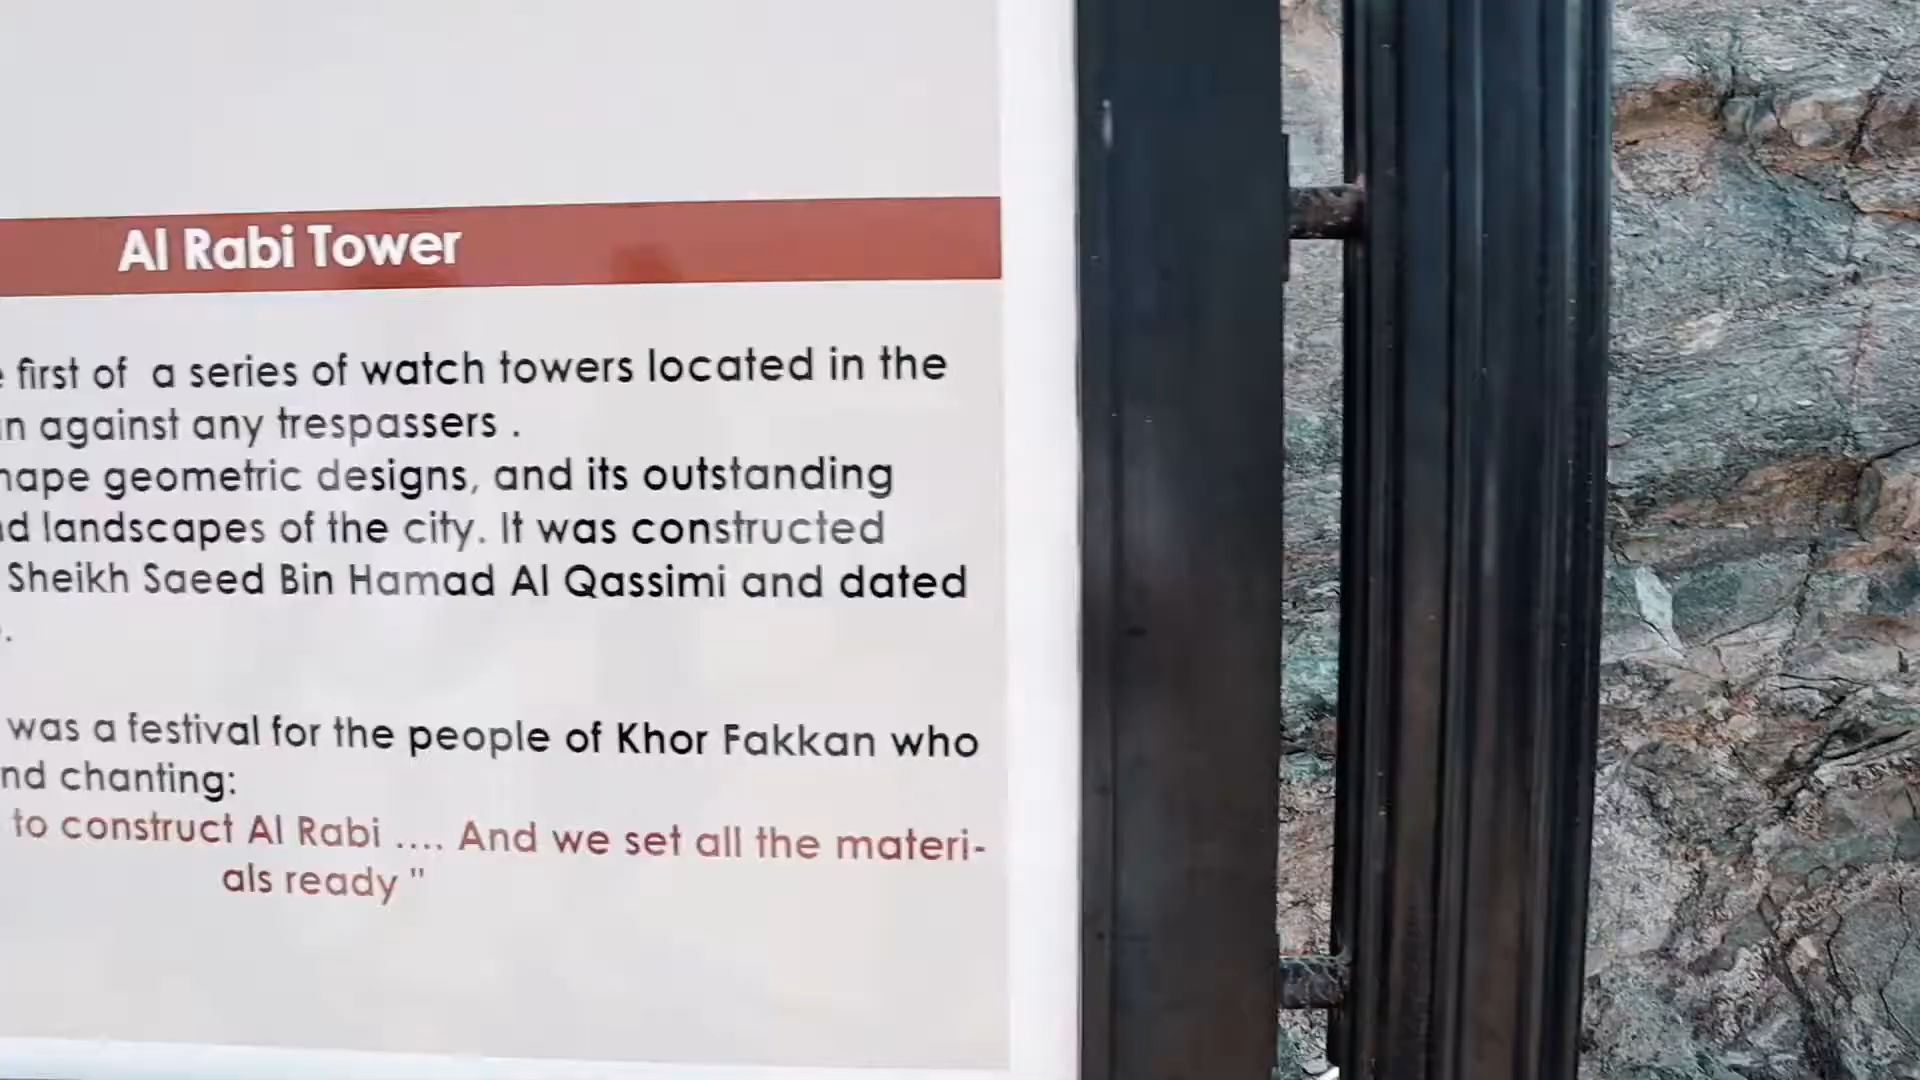 Al Rabi Tower
first of a series of watch towers located in the
against any trespassers .
geometric designs, and its outstanding
landscapes of the city. It was constructed
Sheikh Saeed Bin Hamad Al Qassimi and dated
was a festival for the people of Khor Fakkan who
chanting:
to construct Al Rabi .... And we set all the materi-
als ready "